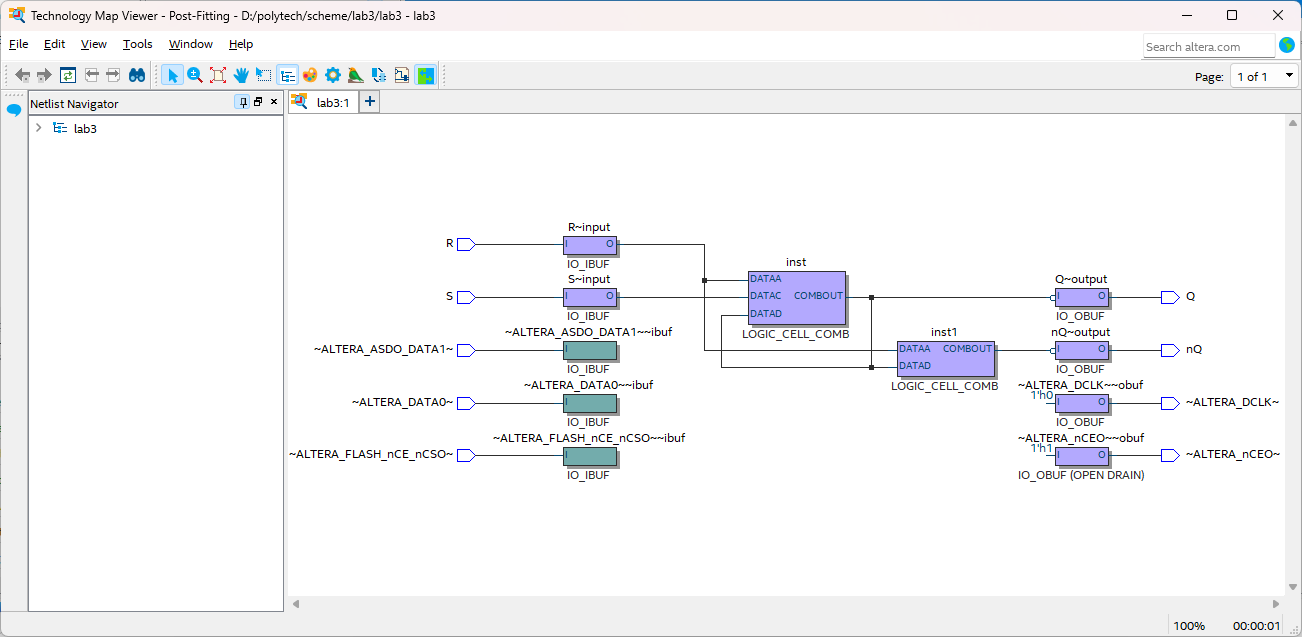 Technology Map Viewer - Post-Fitting - D:/polytech/scheme/lab3/lab3 - lab3
File Edit View Tools Window Help
Search altera.com
Page: 1 of 1
Netlist Navigator
lab3:1
lab3
R~input
R
I O
IO_IBUF
S~input
S
I O
IO_IBUF
~ALTERA_ASDO_DATA1~~ibuf
~ALTERA_ASDO_DATA1~
I
IO_IBUF
~ALTERA_DATA0~~ibuf
~ALTERA_DATA0~
I
IO_IBUF
~ALTERA_FLASH_nCE_nCSO~~ibuf
~ALTERA_FLASH_nCE_nCSO~
I
IO_IBUF
inst
DATAA
DATAC COMBOUT
DATAD
LOGIC_CELL_COMB
inst1
DATAA COMBOUT
DATAD
LOGIC_CELL_COMB
Q~output
I O
Q
IO_OBUF
nQ~output
I O
nQ
IO_OBUF
~ALTERA_DCLK~~obuf
1'h0
I O
~ALTERA_DCLK~
IO_OBUF
~ALTERA_nCEO~~obuf
1'h1
I O
~ALTERA_nCEO~
IO_OBUF (OPEN DRAIN)
100% 00:00:01